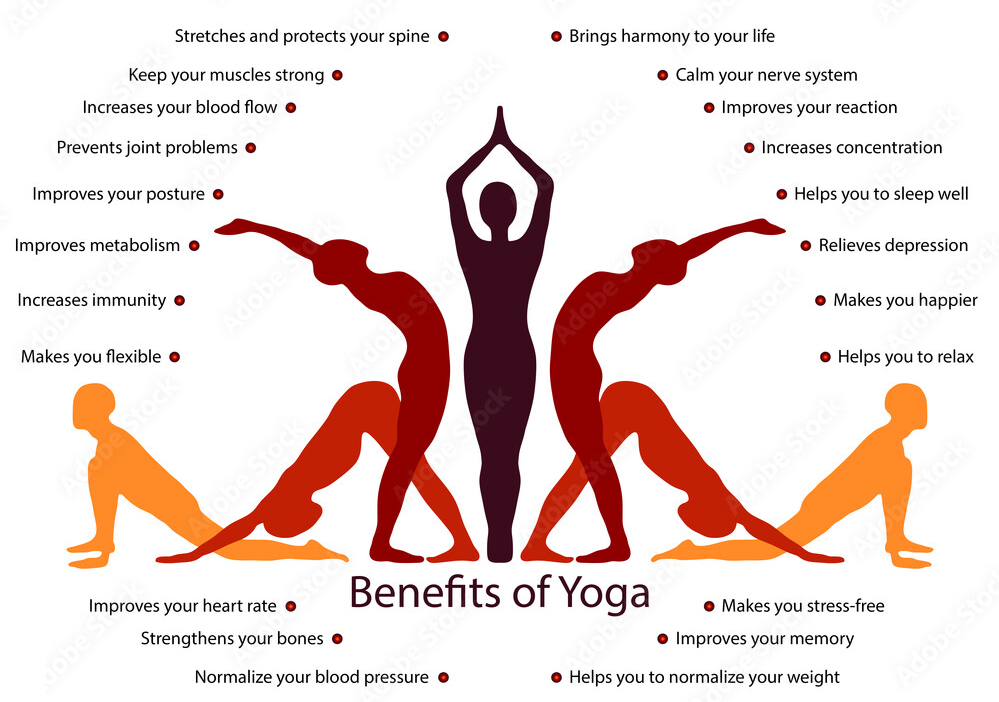 Stretches and protects your spine
Keep your muscles strong
Increases your blood flow
Prevents joint problems
Improves your posture
Improves metabolism
Increases immunity
Makes you flexible
Brings harmony to your life
Calm your nerve system
Improves your reaction
Increases concentration
Helps you to sleep well
Relieves depression
Makes you happier
Helps you to relax
Benefits of Yoga
Improves your heart rate
Strengthens your bones
Normalize your blood pressure
Makes you stress-free
Improves your memory
Helps you to normalize your weight
Adobe Stock